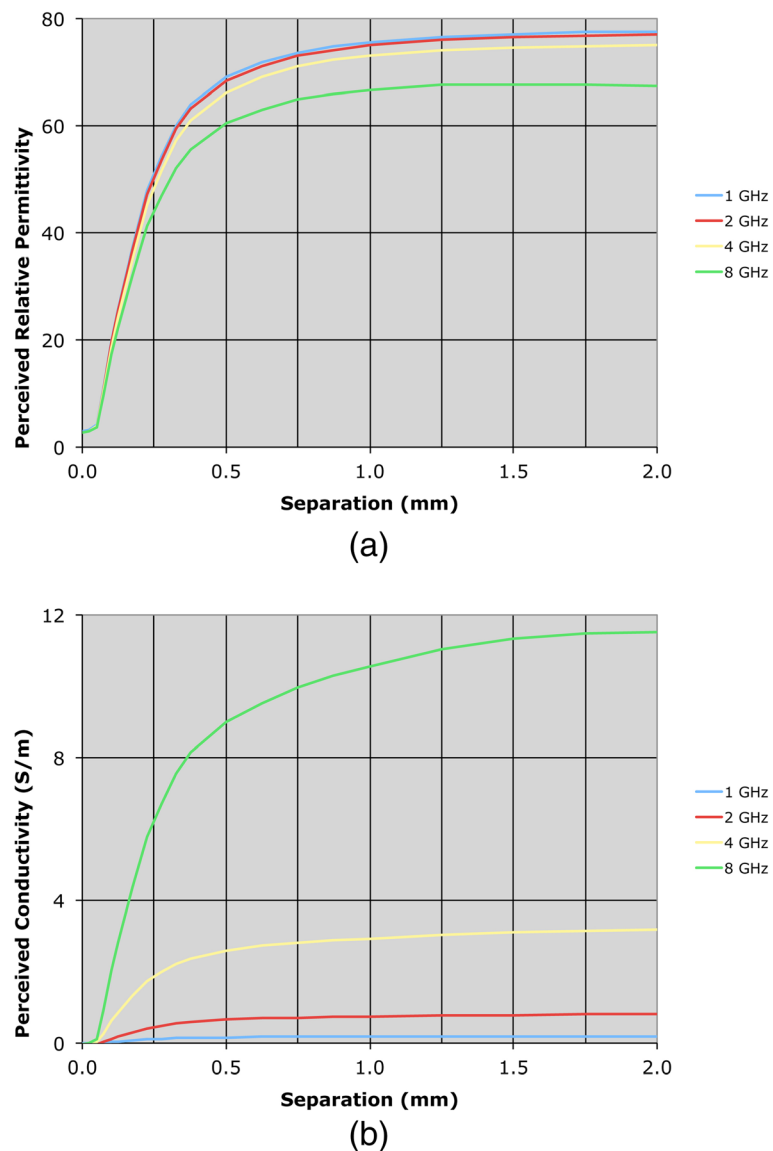 80
60
40
20
0
Perceived Relative Permittivity
0.0 0.5 1.0 1.5 2.0
Separation (mm)
1 GHz
2 GHz
4 GHz
8 GHz
(a)
12
8
4
0
Perceived Conductivity (S/m)
0.0 0.5 1.0 1.5 2.0
Separation (mm)
1 GHz
2 GHz
4 GHz
8 GHz
(b)